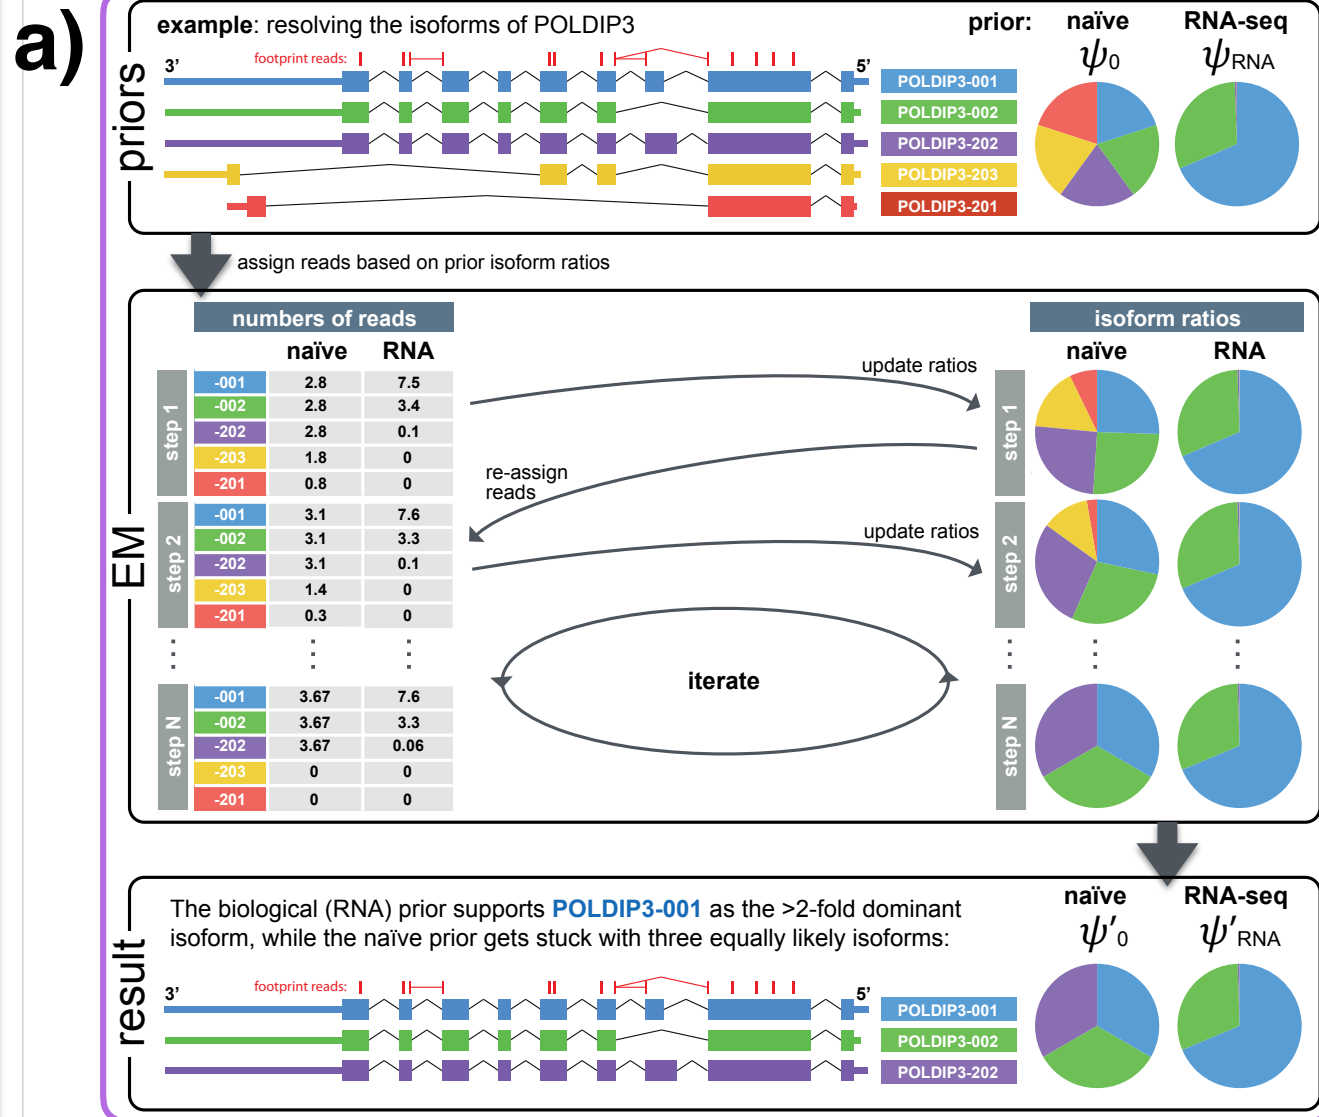 a)
priors
example: resolving the isoforms of POLDIP3
prior: naïve RNA-seq
ψ0 ψRNA
3’ footprint reads: 5’
POLDIP3-001
POLDIP3-002
POLDIP3-202
POLDIP3-203
POLDIP3-201
assign reads based on prior isoform ratios
EM
numbers of reads
naïve RNA
step 1
-001 2.8 7.5
-002 2.8 3.4
-202 2.8 0.1
-203 1.8 0
-201 0.8 0
step 2
-001 3.1 7.6
-002 3.1 3.3
-202 3.1 0.1
-203 1.4 0
-201 0.3 0
step N
-001 3.67 7.6
-002 3.67 3.3
-202 3.67 0.06
-203 0 0
-201 0 0
update ratios
re-assign
reads
update ratios
iterate
isoform ratios
naïve RNA
step 1
step 2
step N
result
The biological (RNA) prior supports POLDIP3-001 as the >2-fold dominant
isoform, while the naïve prior gets stuck with three equally likely isoforms:
naïve RNA-seq
ψ’0 ψ’RNA
3’ footprint reads: 5’
POLDIP3-001
POLDIP3-002
POLDIP3-202